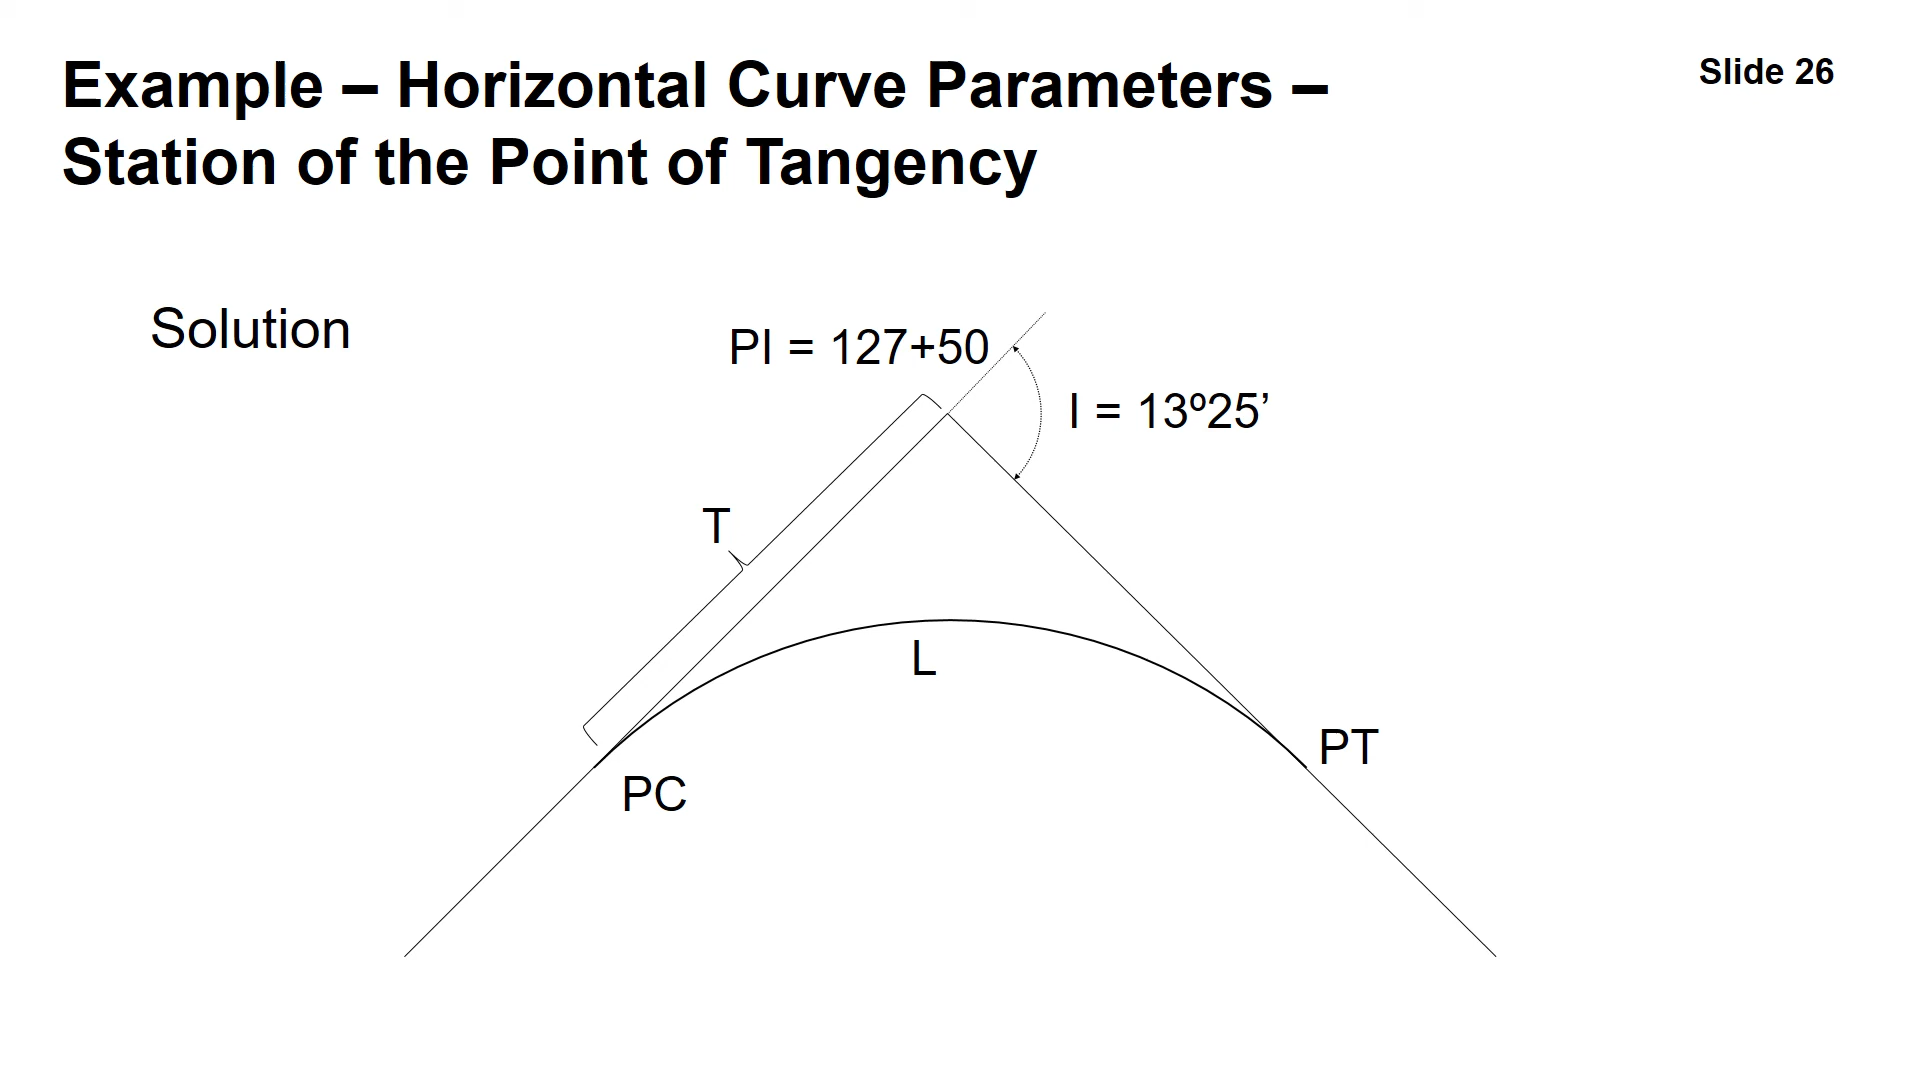 Example – Horizontal Curve Parameters –
Station of the Point of Tangency
Slide 26
Solution
PI = 127+50
I = 13º25’
T
L
PT
PC